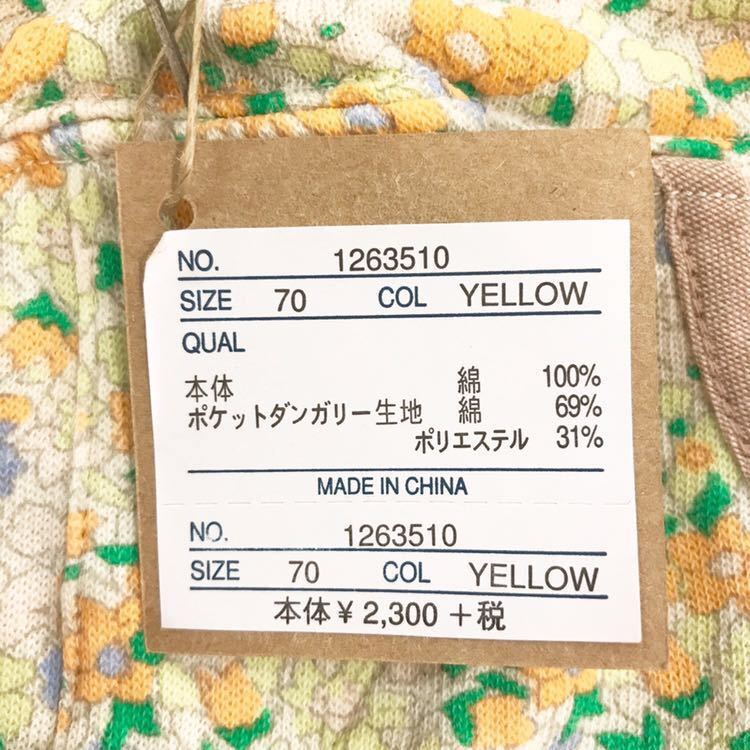 NO. 1263510
SIZE 70 COL YELLOW
QUAL
本体 綿 100%
ポケットダンガリー生地 綿 69%
ポリエステル 31%
MADE IN CHINA
NO. 1263510
SIZE 70 COL YELLOW
本体 ¥ 2,300 +税